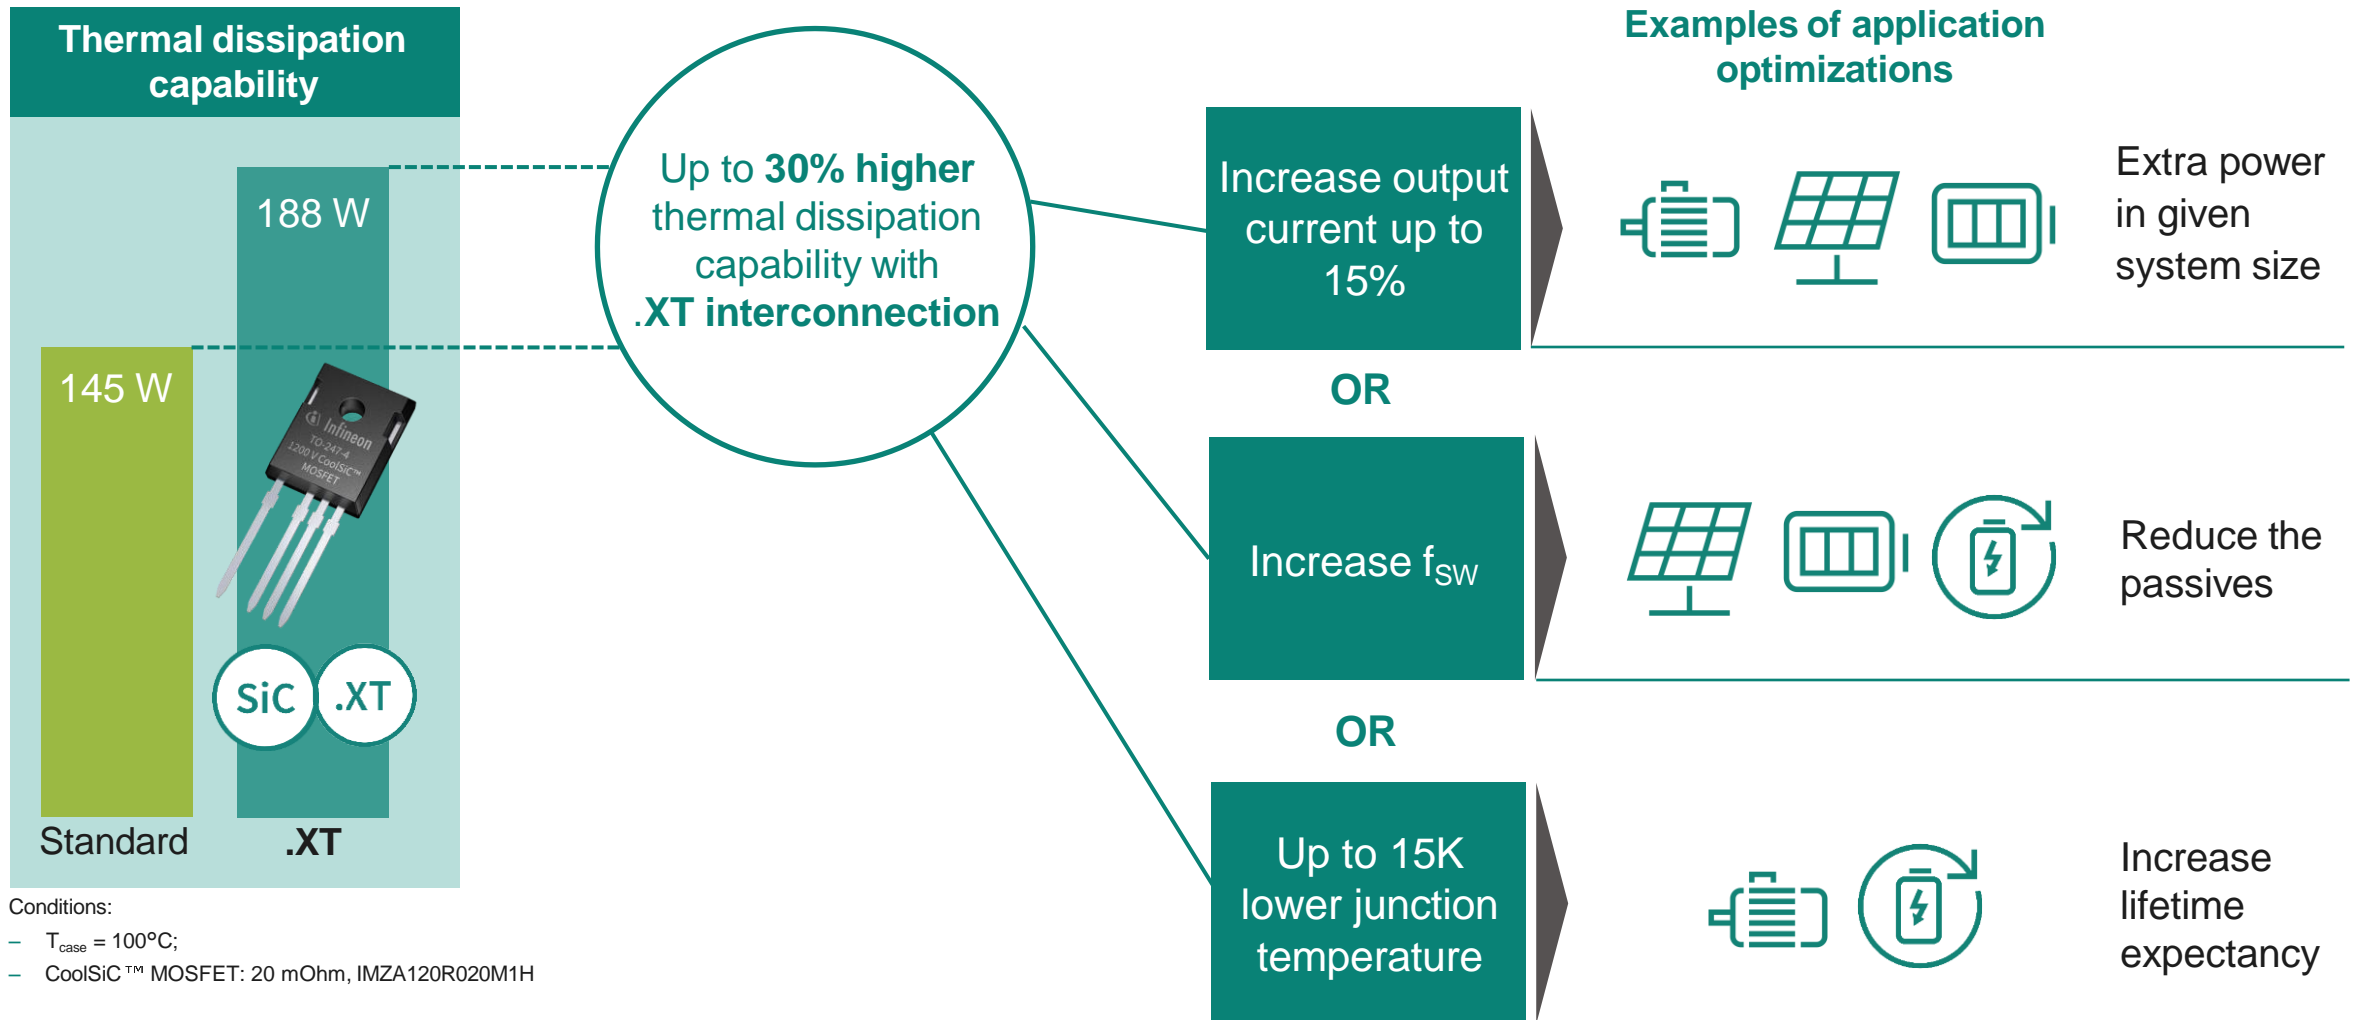 Thermal dissipation
capability
188 W
145 W
Infineon
TO-247-4
1200 V CoolSiC™
MOSFET
SiC
.XT
Standard
.XT
Conditions:
– Tcase = 100°C;
– CoolSiC™ MOSFET: 20 mOhm, IMZA120R020M1H
Up to 30% higher
thermal dissipation
capability with
.XT interconnection
Examples of application
optimizations
Increase output
current up to
15%
Extra power
in given
system size
OR
Increase fSW
Reduce the
passives
OR
Up to 15K
lower junction
temperature
Increase
lifetime
expectancy